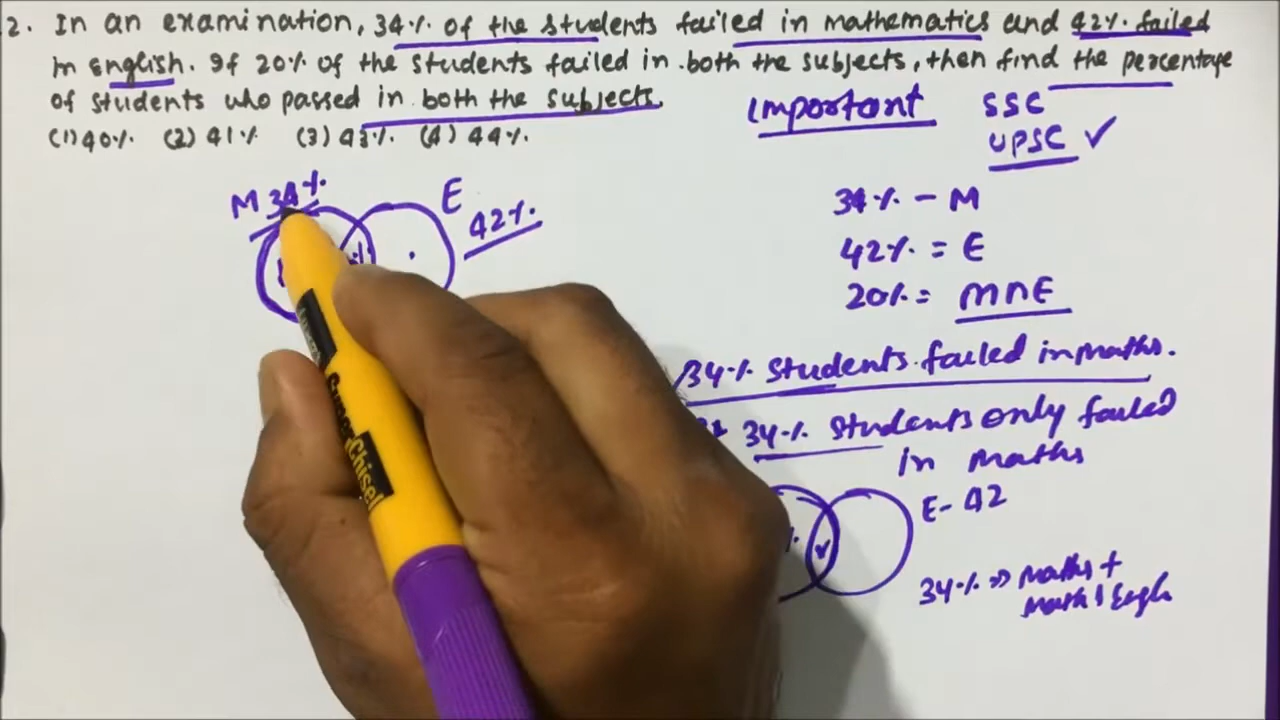 2. In an examination, 34% of the students failed in mathematics and 42% failed
in english. If 20% of the students failed in both the subjects, then find the percentage
of students who passed in both the subjects.
(1) 40% (2) 41% (3) 43% (4) 44%
Important
SSC
UPSC ✓
M 34%
E
42%
34% - M
42% = E
20% = M∩E
34% students failed in maths.
34% students only failed
in maths
E- 42
34% => Maths +
Chisel